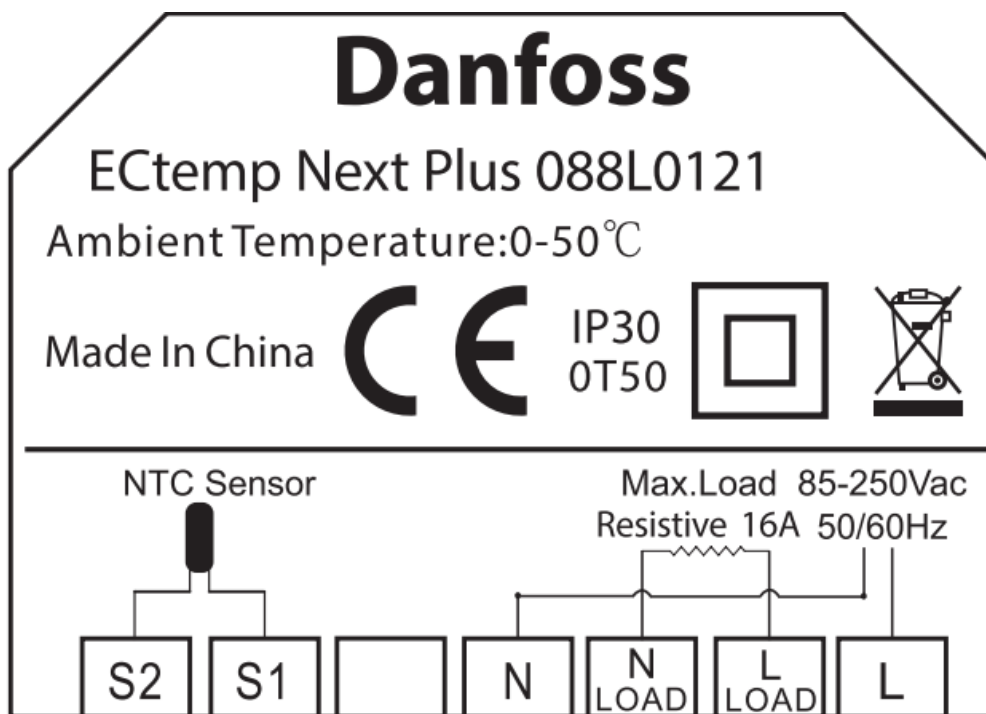 Danfoss
ECtemp Next Plus 088L0121
Ambient Temperature:0-50℃
Made In China CE IP30
0T50
NTC Sensor Max.Load 85-250Vac
Resistive 16A 50/60Hz
S2 S1 N N LOAD L LOAD L